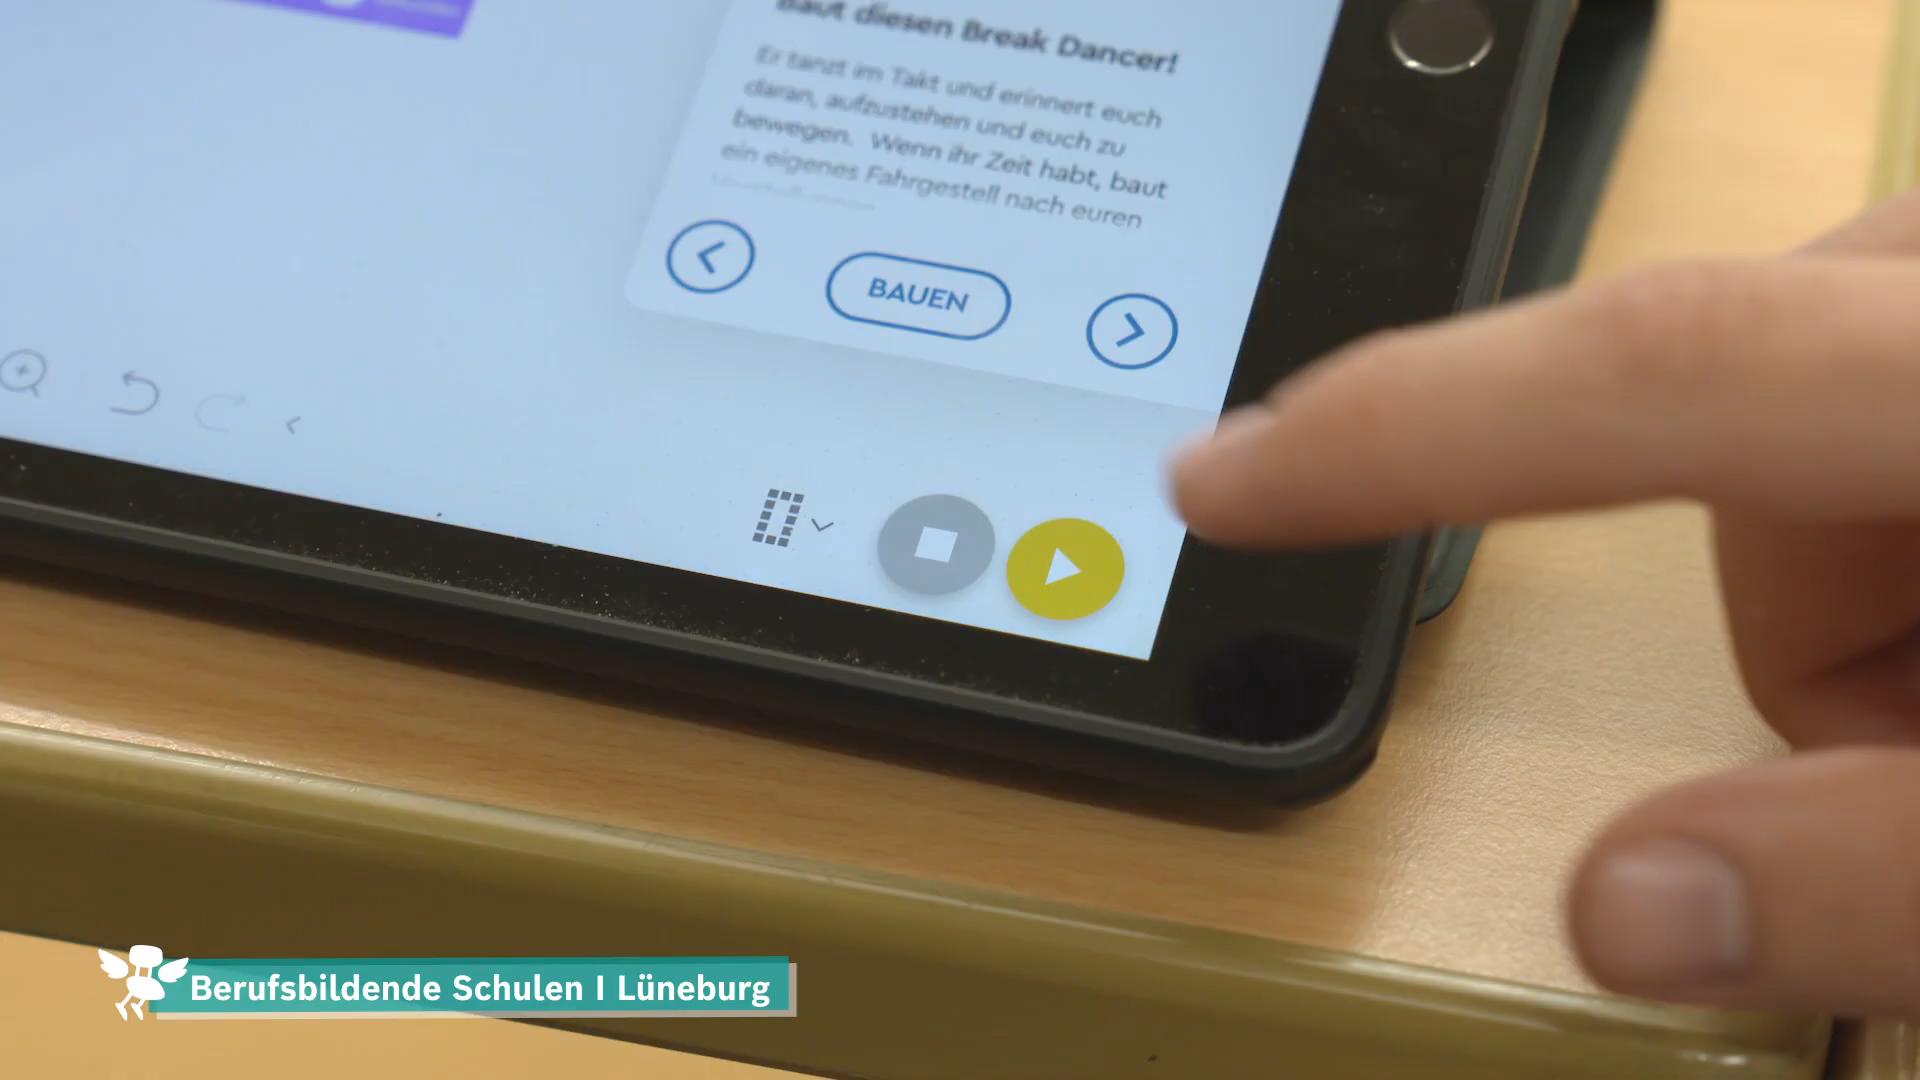 Baut diesen Break Dancer!
Er tanzt im Takt und erinnert euch
daran, aufzustehen und euch zu
bewegen. Wenn ihr Zeit habt, baut
ein eigenes Fahrgestell nach euren
BAUEN
Berufsbildende Schulen I Lüneburg